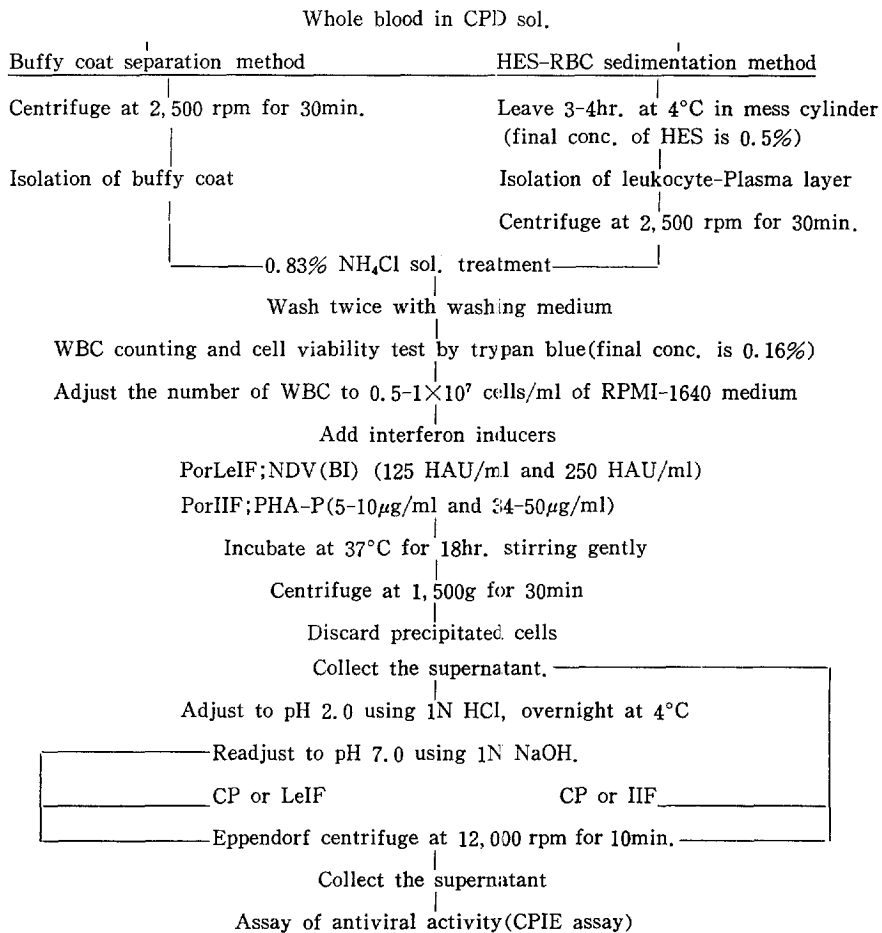 Whole blood in CPD sol.
Buffy coat separation method
HES-RBC sedimentation method
Centrifuge at 2,500 rpm for 30min.
Leave 3-4hr. at 4°C in mess cylinder
(final conc. of HES is 0.5%)
Isolation of buffy coat
Isolation of leukocyte-Plasma layer
Centrifuge at 2,500 rpm for 30min.
0.83% NH₄Cl sol. treatment
Wash twice with washing medium
WBC counting and cell viability test by trypan blue(final conc. is 0.16%)
Adjust the number of WBC to 0.5-1×10⁷ cells/ml of RPMI-1640 medium
Add interferon inducers
PorLeIF;NDV(BI) (125 HAU/ml and 250 HAU/ml)
PorIIF;PHA-P(5-10μg/ml and 34-50μg/ml)
Incubate at 37°C for 18hr. stirring gently
Centrifuge at 1,500g for 30min
Discard precipitated cells
Collect the supernatant.
Adjust to pH 2.0 using 1N HCl, overnight at 4°C
Readjust to pH 7.0 using 1N NaOH.
CP or LeIF CP or IIF
Eppendorf centrifuge at 12,000 rpm for 10min.
Collect the supernatant
Assay of antiviral activity(CPIE assay)